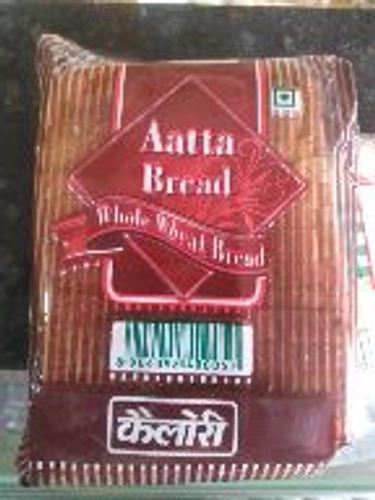 Aatta
Bread
Whole Wheat Bread
कैलोरी